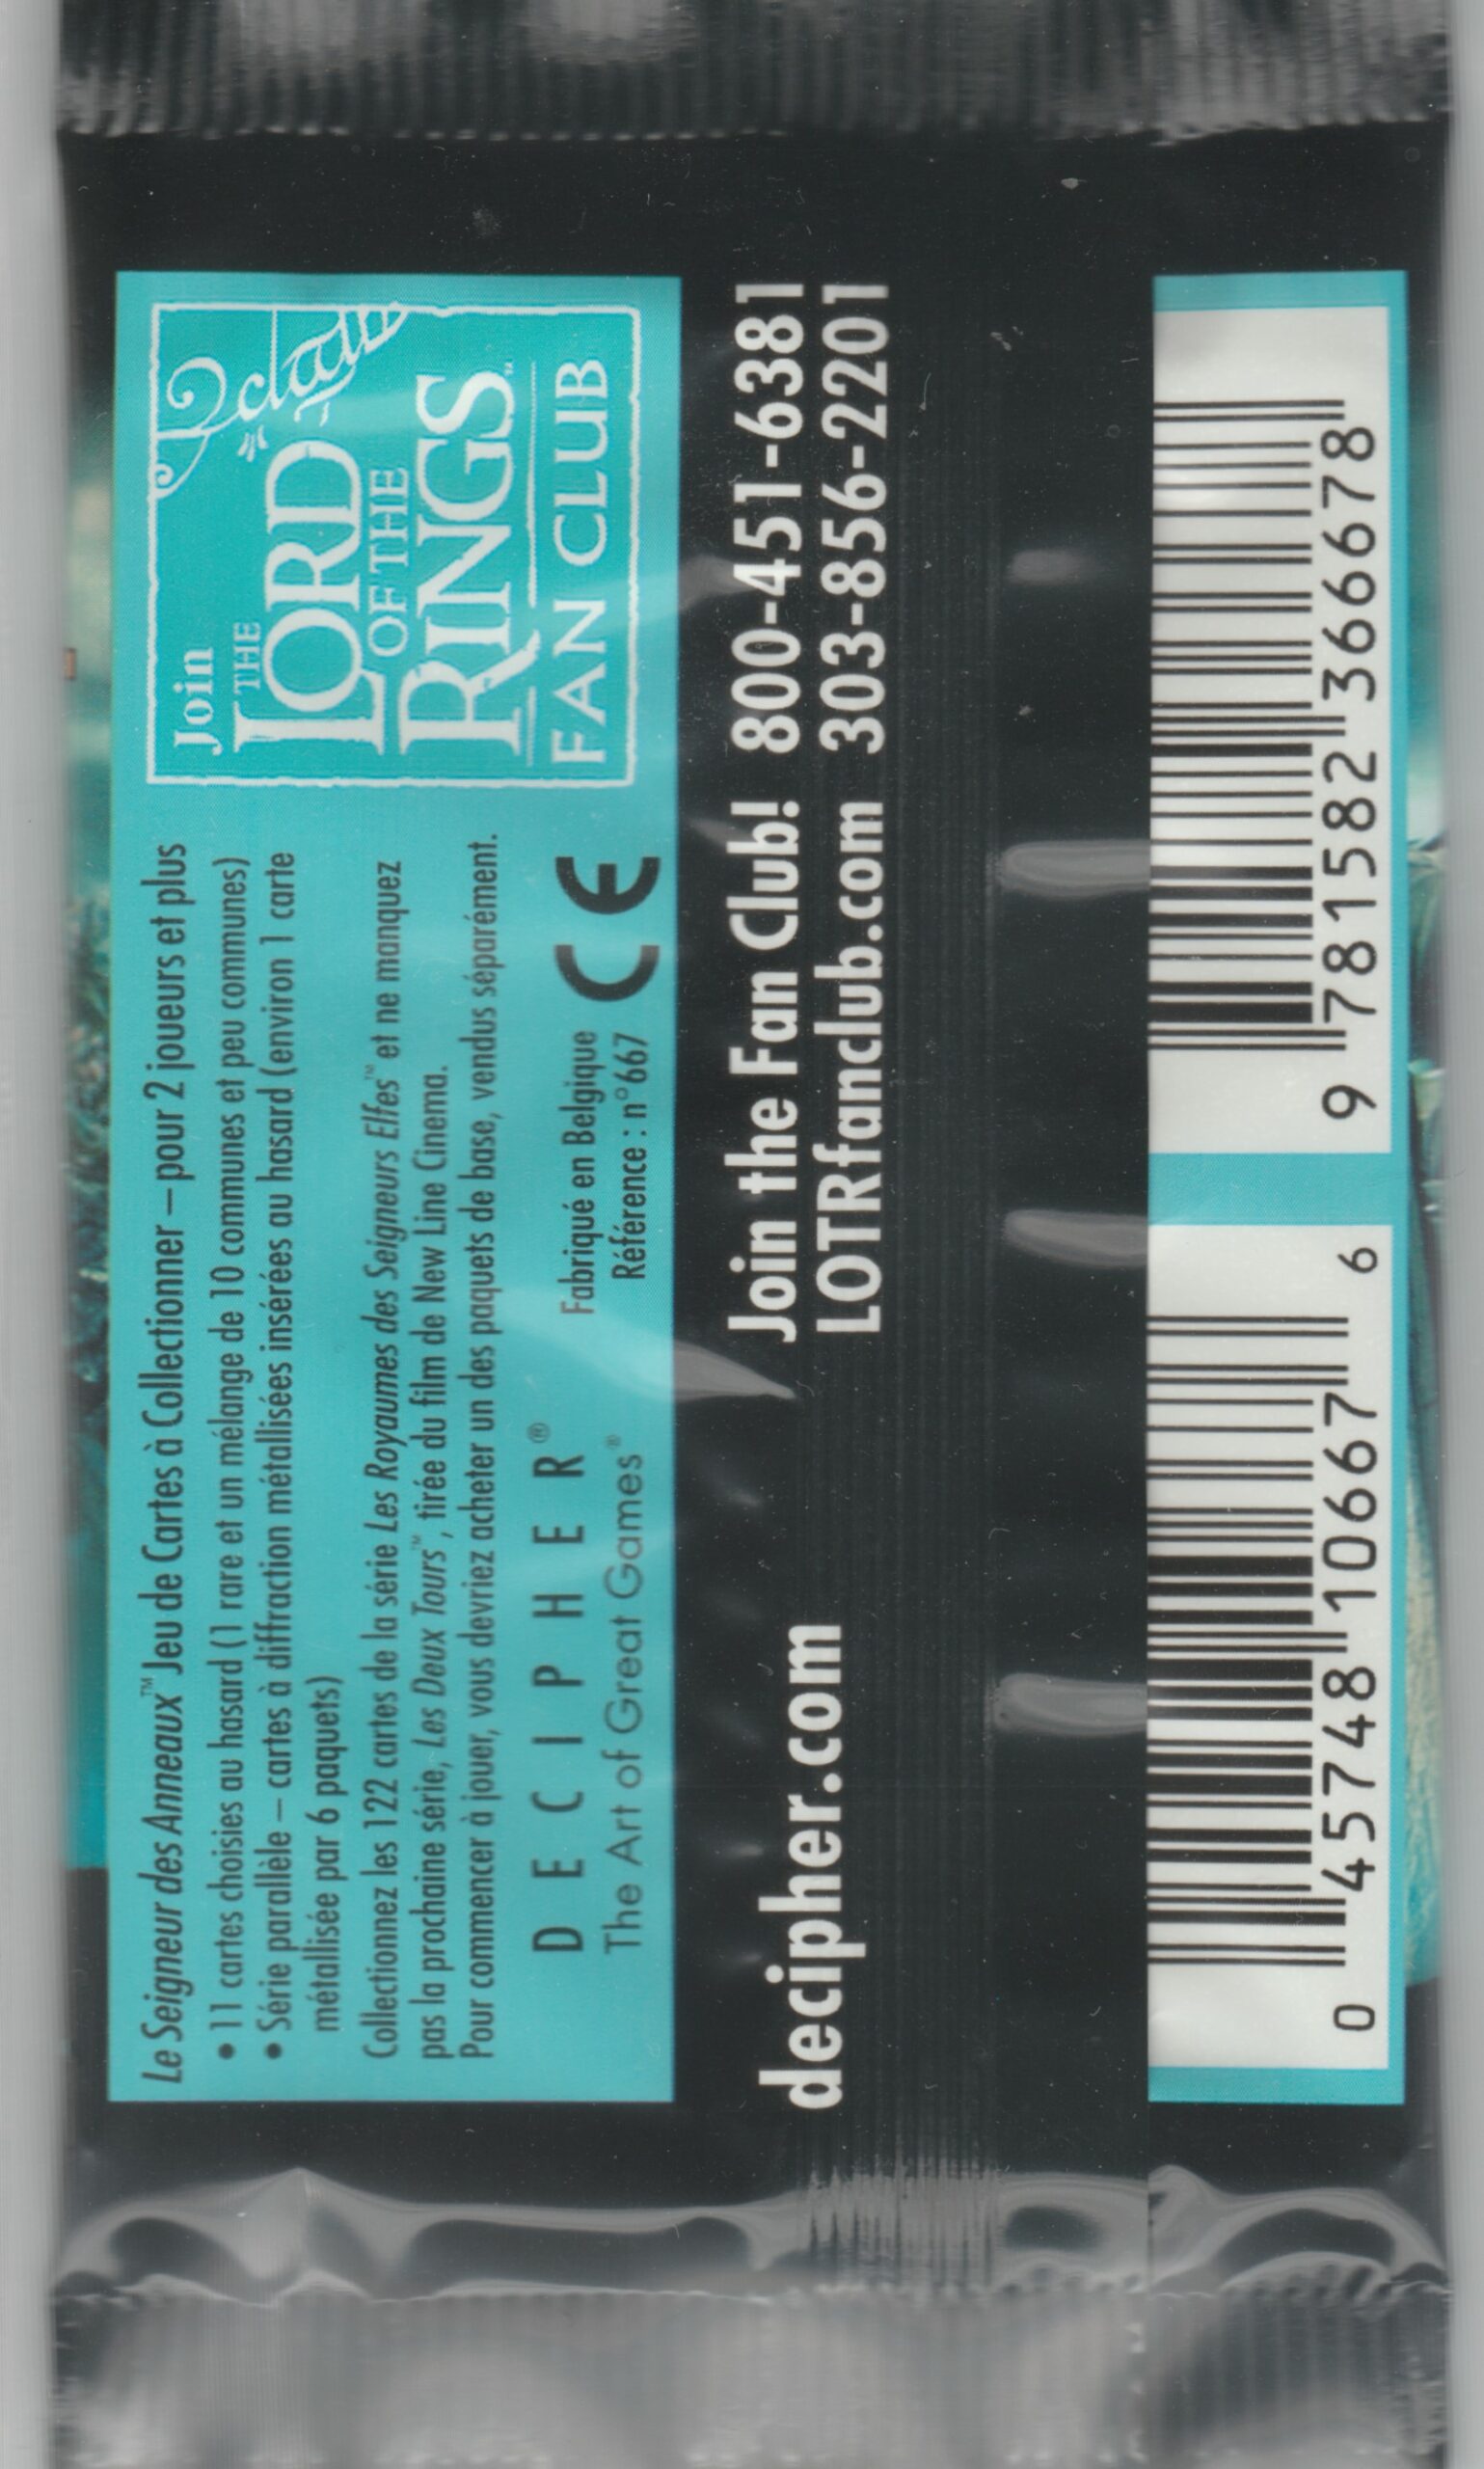 Le Seigneur des Anneaux™ Jeu de Cartes à Collectionner – pour 2 joueurs et plus
• 11 cartes choisies au hasard (1 rare et un mélange de 10 communes et peu communes)
• Série parallèle – cartes à diffraction métallisées insérées au hasard (environ 1 carte
métallisée par 6 paquets)
Collectionnez les 122 cartes de la série Les Royaumes des Seigneurs Elfes™ et ne manquez
pas la prochaine série, Les Deux Tours™, tirée du film de New Line Cinema.
Pour commencer à jouer, vous devriez acheter un des paquets de base, vendus séparément.
DECIPHER®
The Art of Great Games®
Fabriqué en Belgique
Référence : n°667
CE
Join
THE
LORD
OF THE
RINGS™
FAN CLUB
decipher.com
Join the Fan Club! 800-451-6381
LOTRfanclub.com 303-856-2201
0 45748 10667 6
9 781582 366678